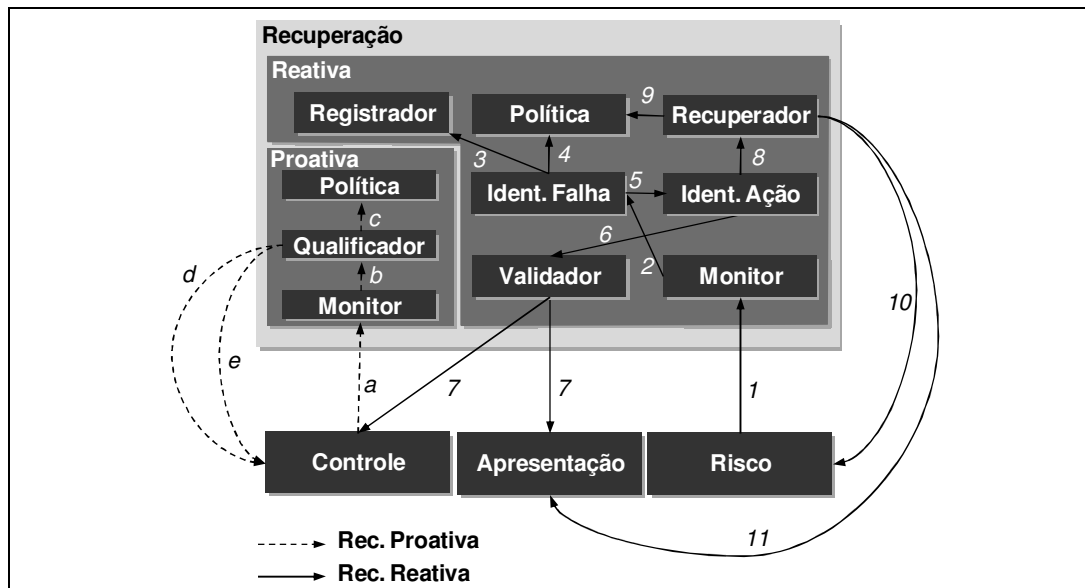 Recuperação
Reativa
Registrador
Política
9
Recuperador
3
4
8
Proativa
Política
Ident. Falha
5
Ident. Ação
c
6
d
Qualificador
b
Validador
2
Monitor
Monitor
10
e
a
7
7
1
Controle
Apresentação
Risco
11
Rec. Proativa
Rec. Reativa